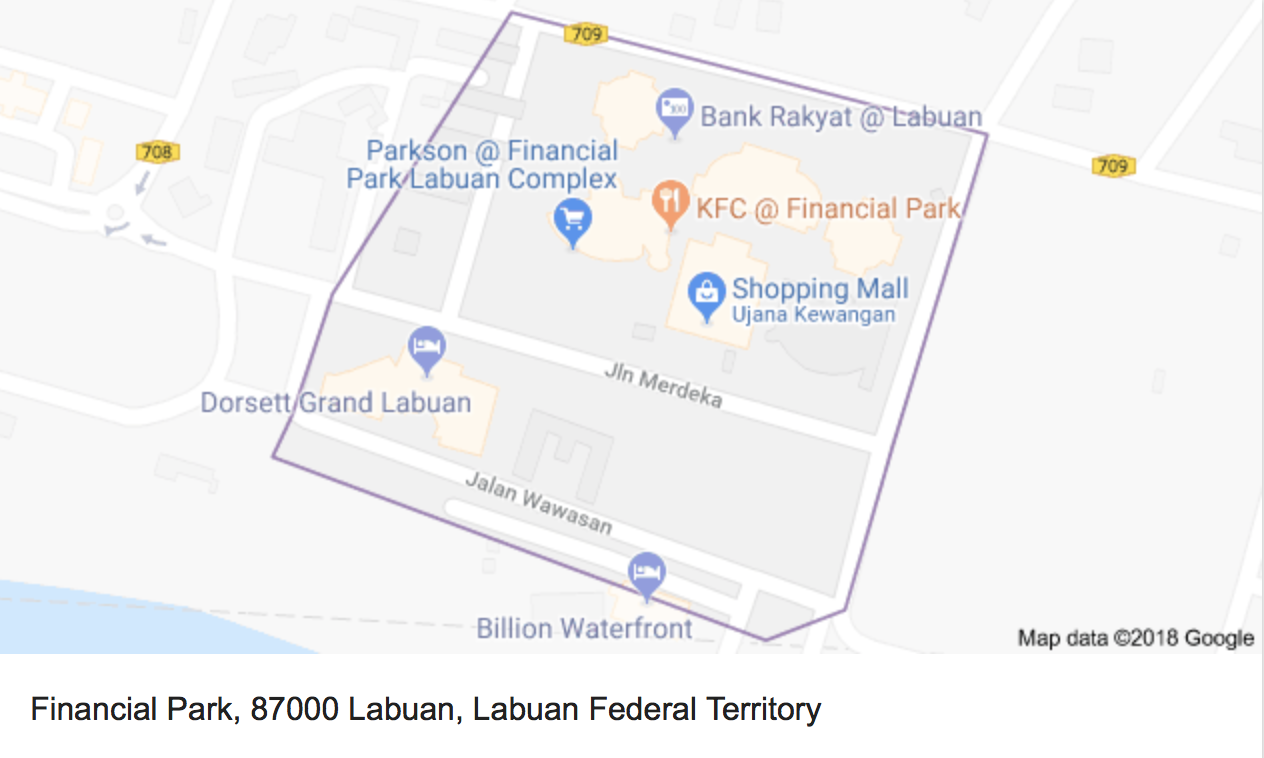 709
Bank Rakyat @ Labuan
Parkson @ Financial
Park Labuan Complex
708
709
KFC @ Financial Park
Shopping Mall
Ujana Kewangan
Jln Merdeka
Dorsett Grand Labuan
Jalan Wawasan
Billion Waterfront
Map data ©2018 Google
Financial Park, 87000 Labuan, Labuan Federal Territory